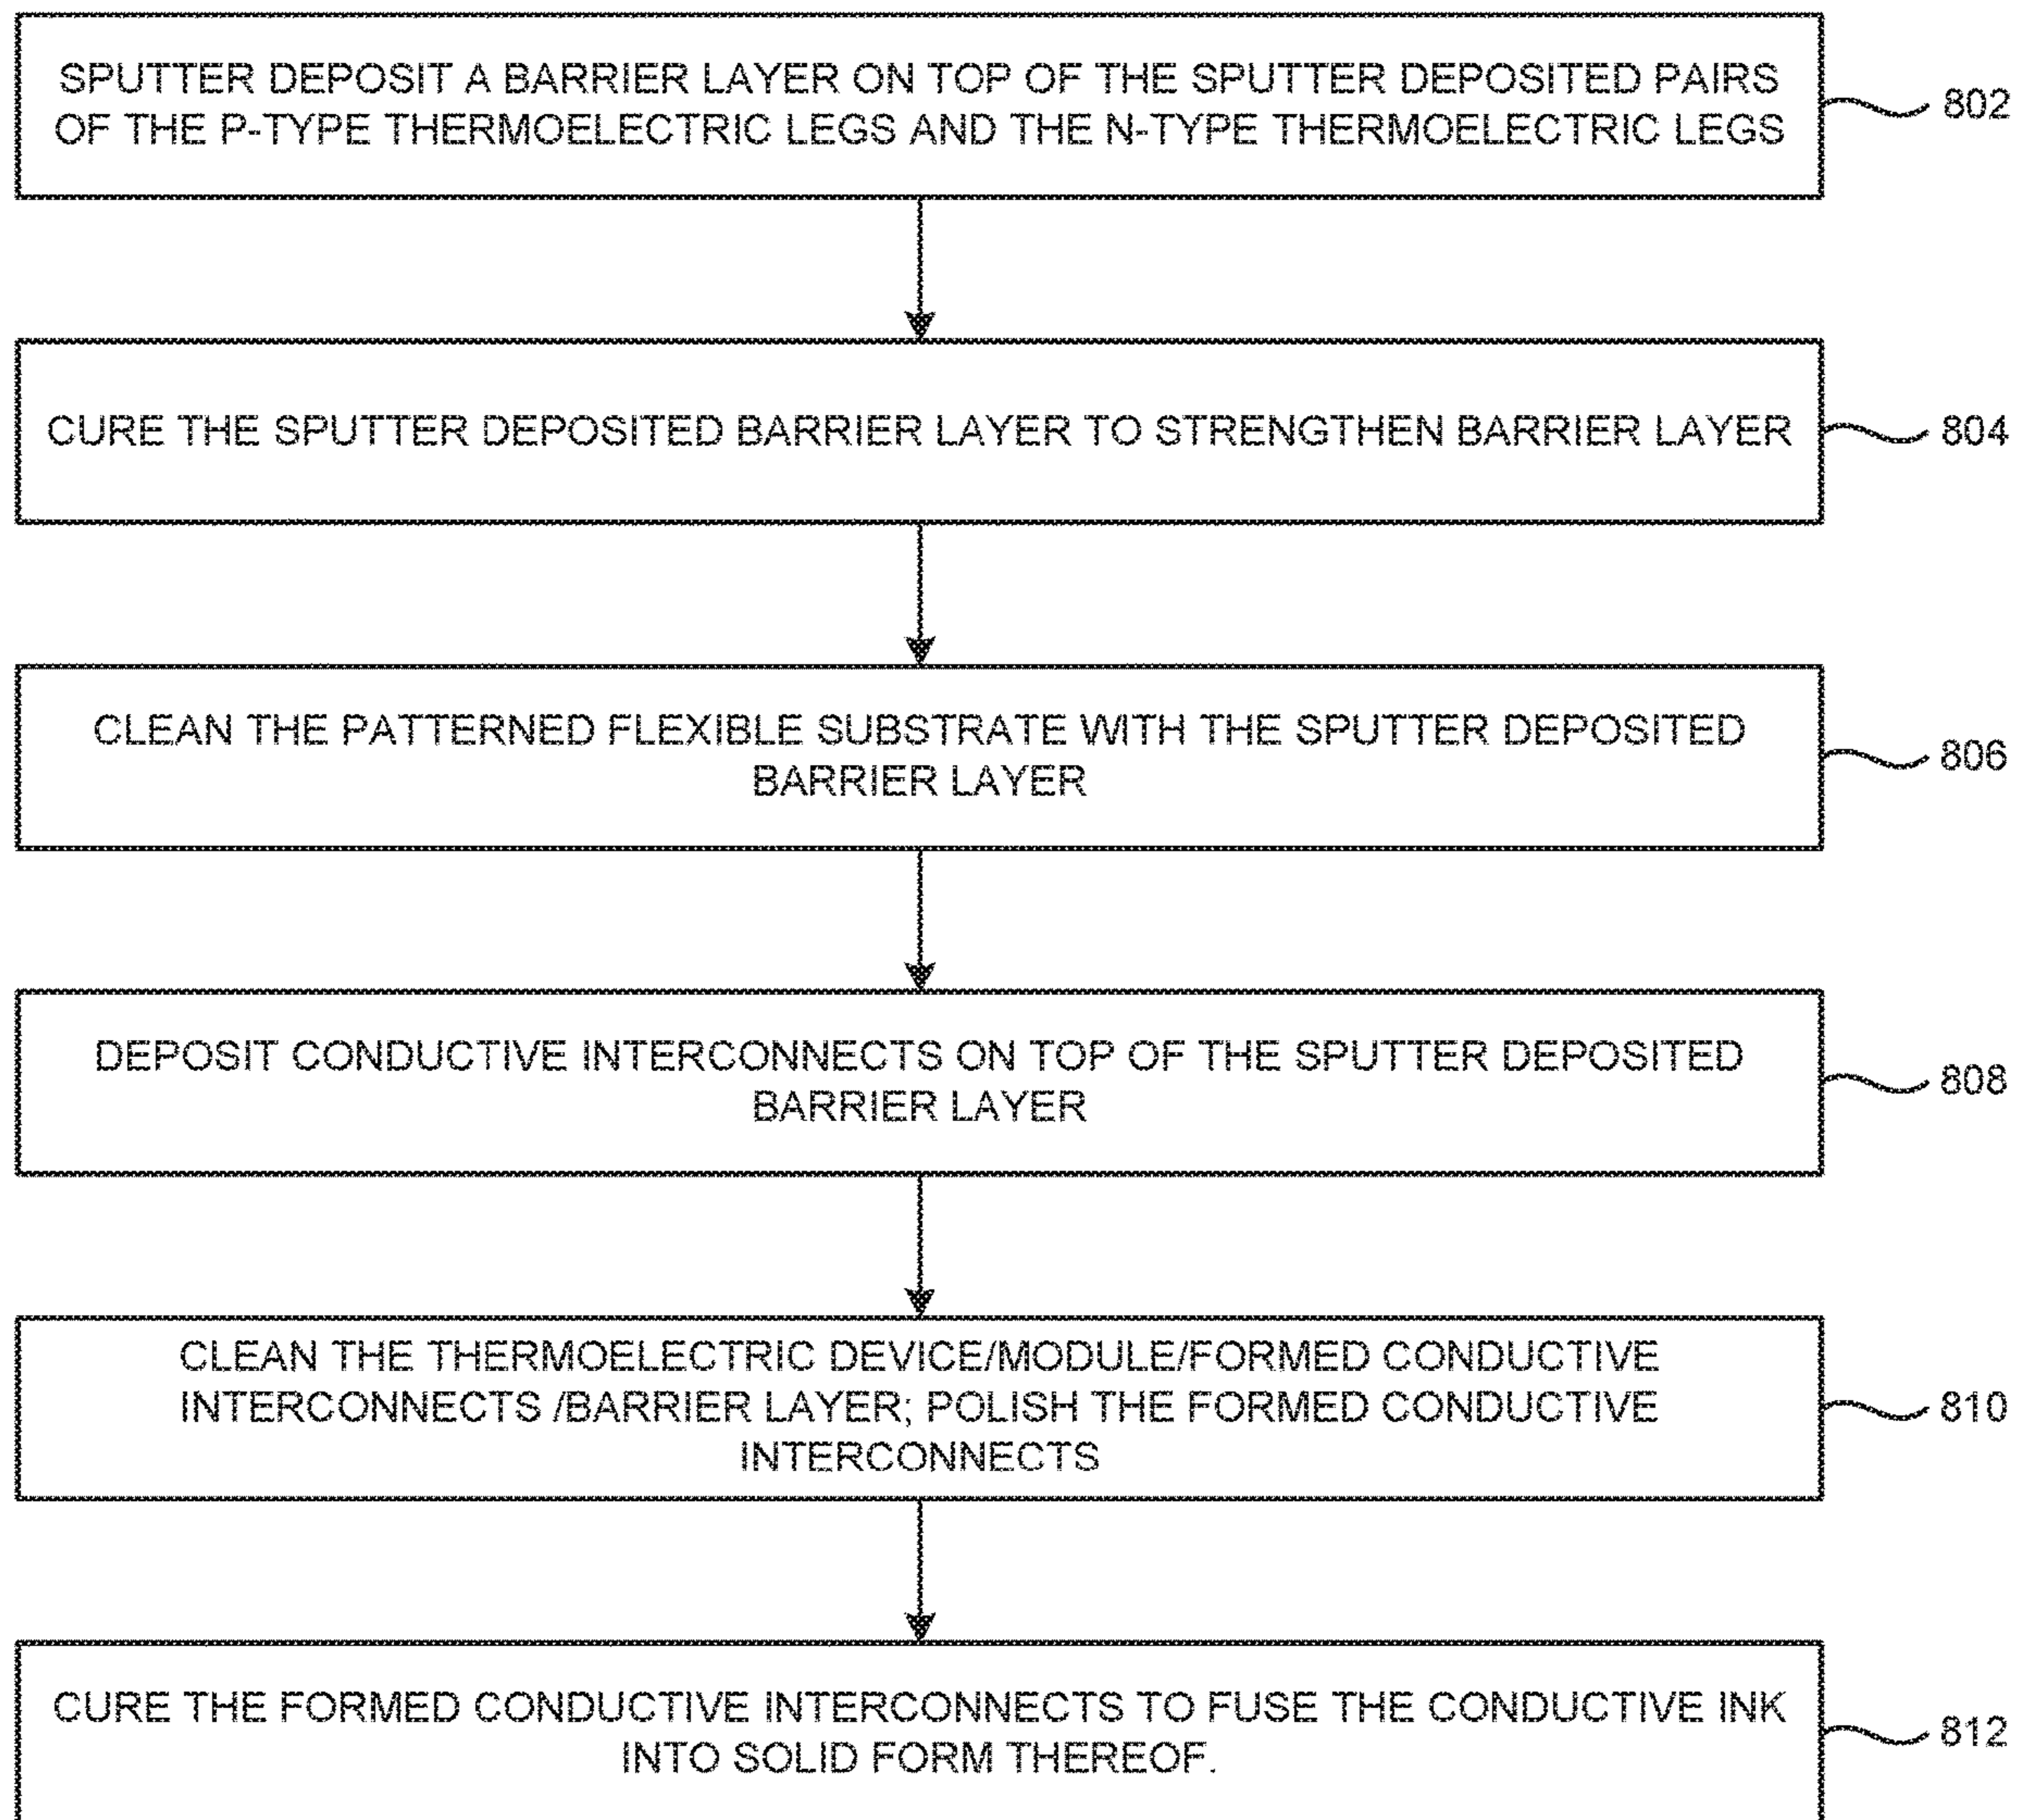 SPUTTER DEPOSIT A BARRIER LAYER ON TOP OF THE SPUTTER DEPOSITED PAIRS
OF THE P-TYPE THERMOELECTRIC LEGS AND THE N-TYPE THERMOELECTRIC LEGS
802
CURE THE SPUTTER DEPOSITED BARRIER LAYER TO STRENGTHEN BARRIER LAYER
804
CLEAN THE PATTERNED FLEXIBLE SUBSTRATE WITH THE SPUTTER DEPOSITED
BARRIER LAYER
806
DEPOSIT CONDUCTIVE INTERCONNECTS ON TOP OF THE SPUTTER DEPOSITED
BARRIER LAYER
808
CLEAN THE THERMOELECTRIC DEVICE/MODULE/FORMED CONDUCTIVE
INTERCONNECTS /BARRIER LAYER; POLISH THE FORMED CONDUCTIVE
INTERCONNECTS
810
CURE THE FORMED CONDUCTIVE INTERCONNECTS TO FUSE THE CONDUCTIVE INK
INTO SOLID FORM THEREOF.
812